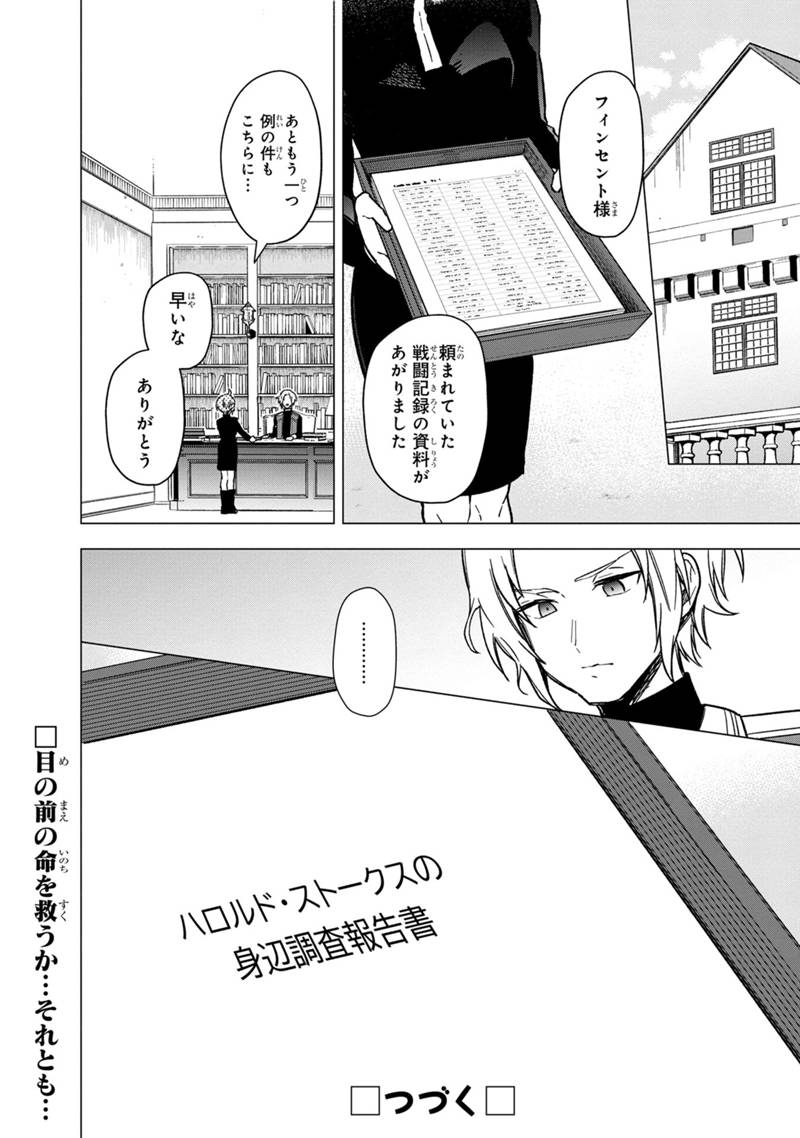 フィンセント様
頼まれていた
戦闘記録の資料が
あがりました
あともう一つ
例の件も
こちらに…
早いな
ありがとう
………
ハロルド・ストークスの
身辺調査報告書
□目の前の命を救うか…それとも…
□つづく□